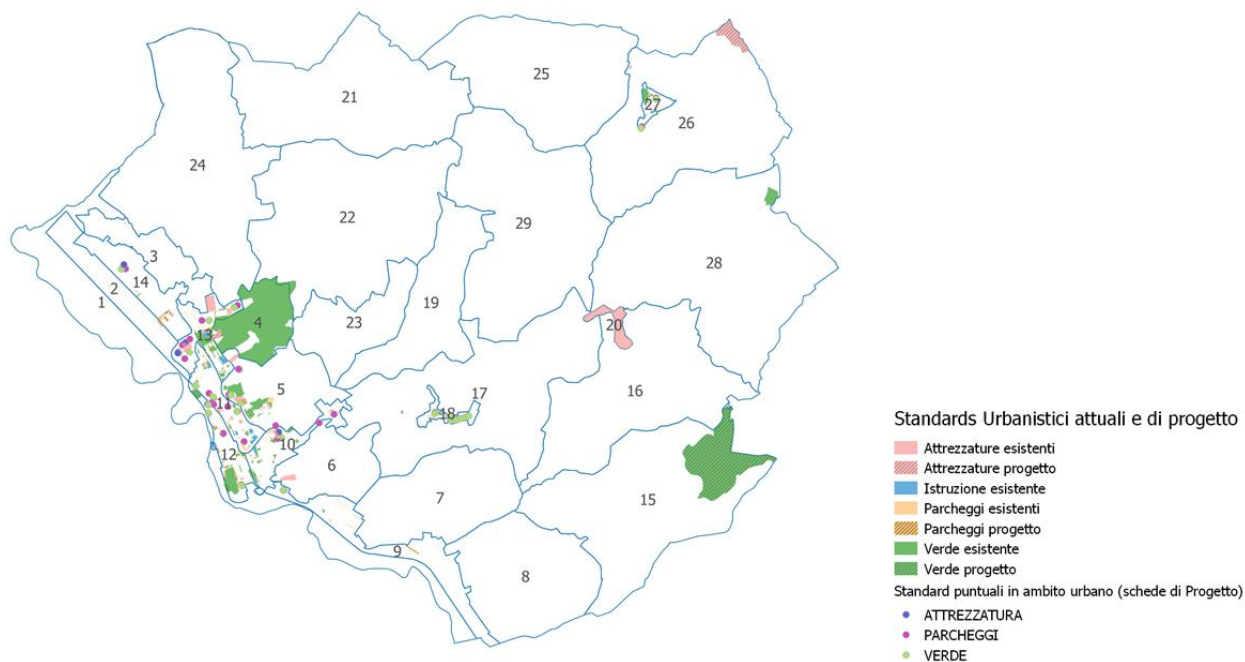 25
21
27
26
24
22
29
3
28
14
2
1
19
4
20
23
13
17
16
5
11
18
10
12
6
7
15
9
8
Standards Urbanistici attuali e di progetto
Attrezzature esistenti
Attrezzature progetto
Istruzione esistente
Parcheggi esistenti
Parcheggi progetto
Verde esistente
Verde progetto
Standard puntuali in ambito urbano (schede di Progetto)
ATTREZZATURA
PARCHEGGI
VERDE